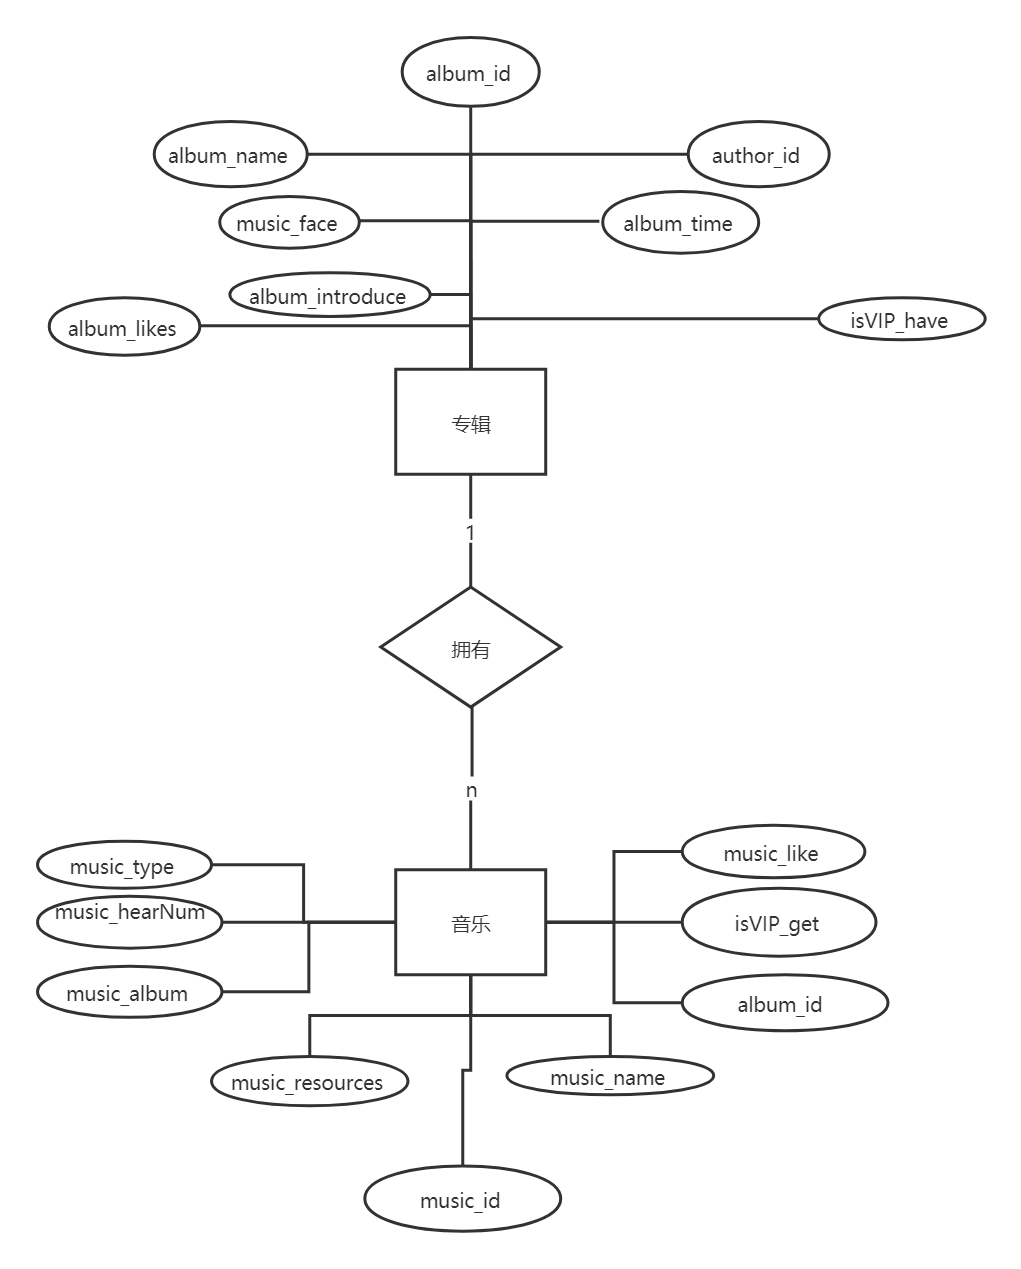 album_id
album_name
author_id
music_face
album_time
album_introduce
album_likes
isVIP_have
专辑
1
拥有
n
music_type
music_like
music_hearNum
音乐
isVIP_get
music_album
album_id
music_resources
music_name
music_id